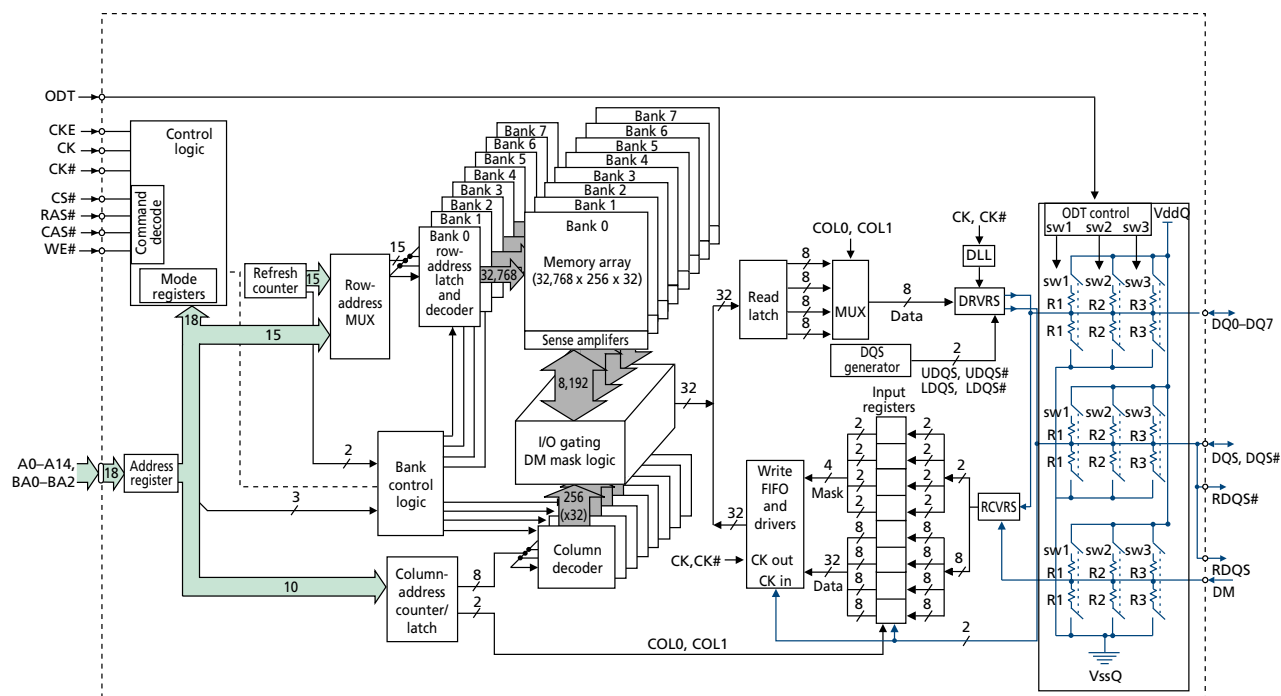 ODT
CKE
CK
CK#
CS#
RAS#
CAS#
WE#
Control
logic
Command
decode
Mode
registers
Refresh
counter
15
Row-
address
MUX
15
18
15
Bank 7
Bank 6
Bank 5
Bank 4
Bank 3
Bank 2
Bank 1
Bank 0
row-
address
latch
and
decoder
32,768
Bank 7
Bank 6
Bank 5
Bank 4
Bank 3
Bank 2
Bank 1
Bank 0
Memory array
(32,768 x 256 x 32)
Sense amplifers
8,192
I/O gating
DM mask logic
32
256
(x32)
Column
decoder
A0–A14,
BA0–BA2
18
Address
register
2
3
Bank
control
logic
10
Column-
address
counter/
latch
8
2
COL0, COL1
32
Read
latch
8
8
8
8
COL0, COL1
MUX
8
Data
CK, CK#
DLL
DRVRS
DQS
generator
2
UDQS, UDQS#
LDQS, LDQS#
Input
registers
2
2
2
2
2
2
2
2
2
8
8
8
8
8
8
8
8
8
RCVRS
4
Mask
32
Data
Write
FIFO
and
drivers
CK out
CK in
32
CK,CK#
2
ODT control
sw1
sw2
sw3
VddQ
sw1
sw2
sw3
R1
R2
R3
R1
R2
R3
sw1
sw2
sw3
R1
R2
R3
R1
R2
R3
sw1
sw2
sw3
R1
R2
R3
R1
R2
R3
VssQ
DQ0–DQ7
DQS, DQS#
RDQS#
RDQS
DM